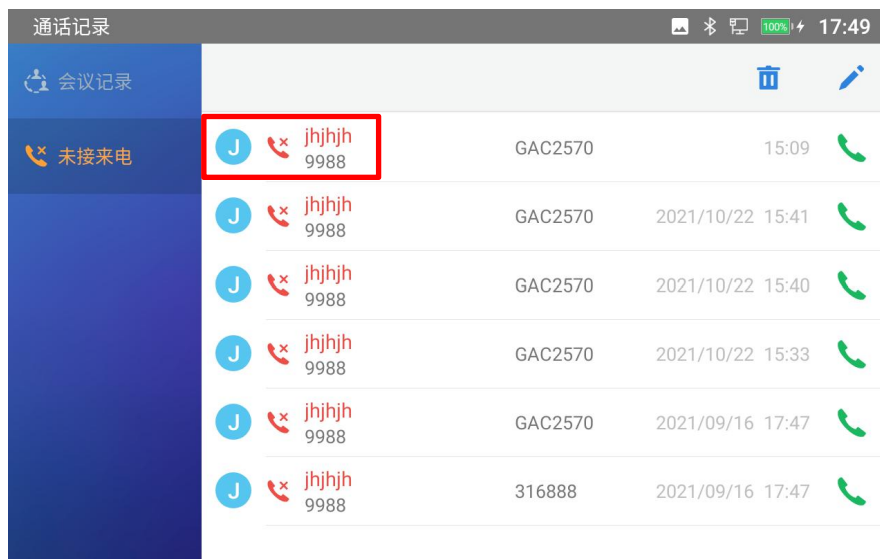 通话记录
100%
17:49
会议记录
未接来电
J
jhjhjh
9988
GAC2570
15:09
J
jhjhjh
9988
GAC2570
2021/10/22 15:41
J
jhjhjh
9988
GAC2570
2021/10/22 15:40
J
jhjhjh
9988
GAC2570
2021/10/22 15:33
J
jhjhjh
9988
GAC2570
2021/09/16 17:47
J
jhjhjh
9988
316888
2021/09/16 17:47